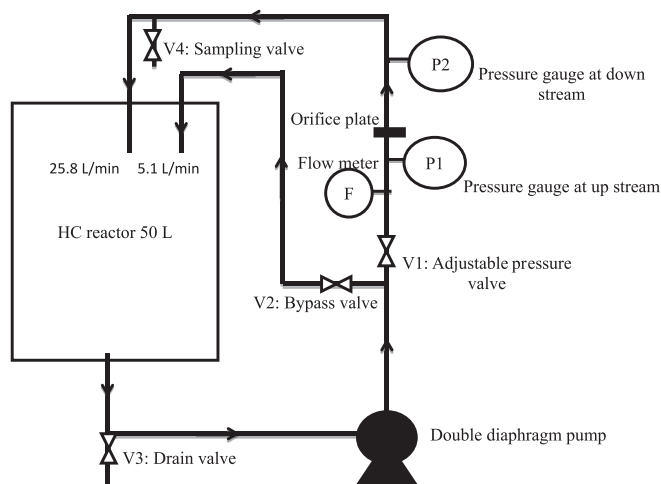 V4: Sampling valve
P2
Pressure gauge at down
stream
Orifice plate
25.8 L/min
5.1 L/min
Flow meter
P1
Pressure gauge at up stream
F
HC reactor 50 L
V1: Adjustable pressure
valve
V2: Bypass valve
Double diaphragm pump
V3: Drain valve